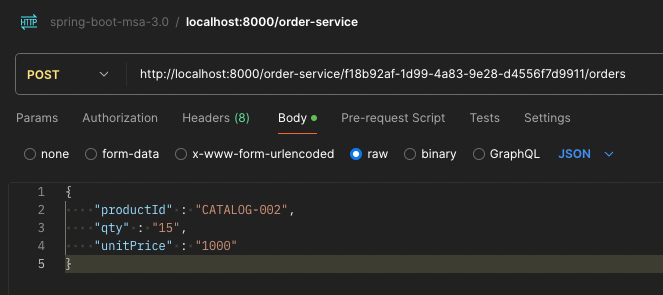 HTTP spring-boot-msa-3.0 / localhost:8000/order-service
POST http://localhost:8000/order-service/f18b92af-1d99-4a83-9e28-d4556f7d9911/orders
Params Authorization Headers (8) Body Pre-request Script Tests Settings
none form-data x-www-form-urlencoded raw binary GraphQL JSON
1 {
2 "productId" : "CATALOG-002",
3 "qty" : "15",
4 "unitPrice" : "1000"
5 }